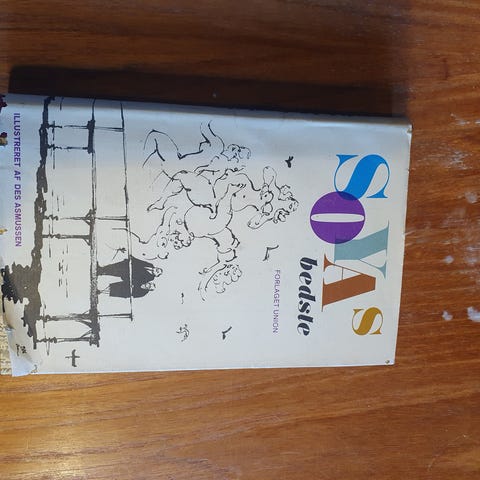 SOYAS
bedste
FORLAGET UNION
ILLUSTRERET AF DES ASMUSSEN